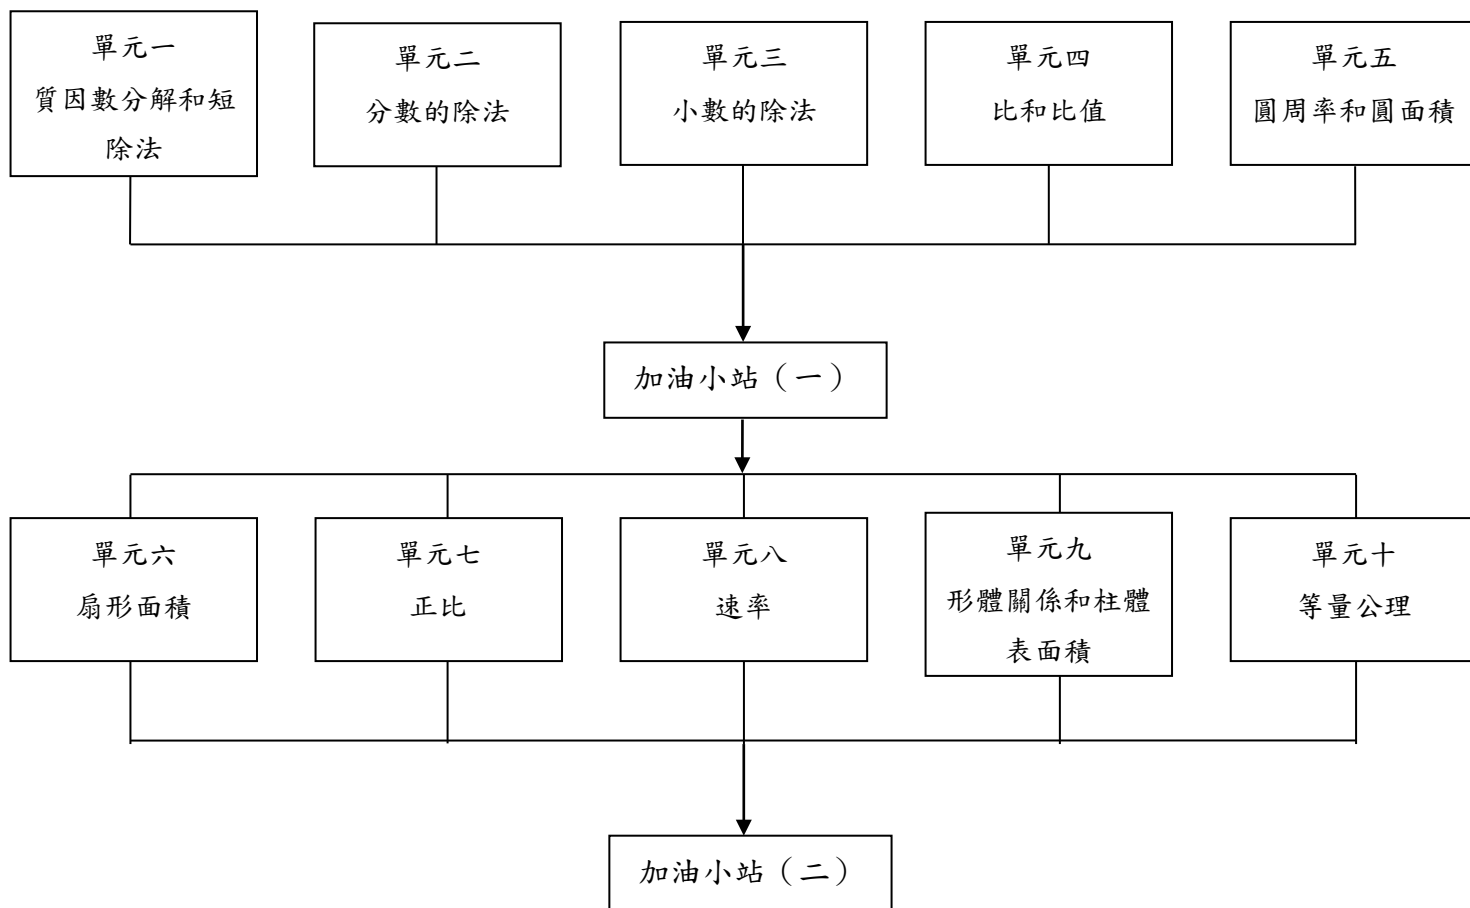 單元一
質因數分解和短
除法
單元二
分數的除法
單元三
小數的除法
單元四
比和比值
單元五
圓周率和圓面積
加油小站（一）
單元六
扇形面積
單元七
正比
單元八
速率
單元九
形體關係和柱體
表面積
單元十
等量公理
加油小站（二）